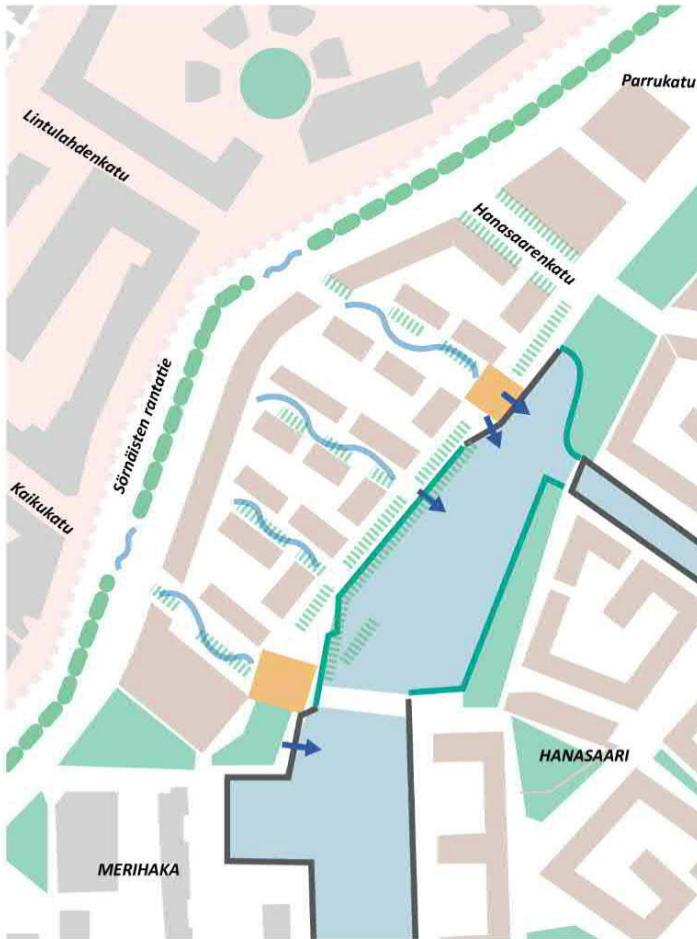 Parrukatu
Lintulahdenkatu
Hanasaarenkatu
Sörnäisten rantatie
Kaikukatu
HANASAARI
MERIHAKA